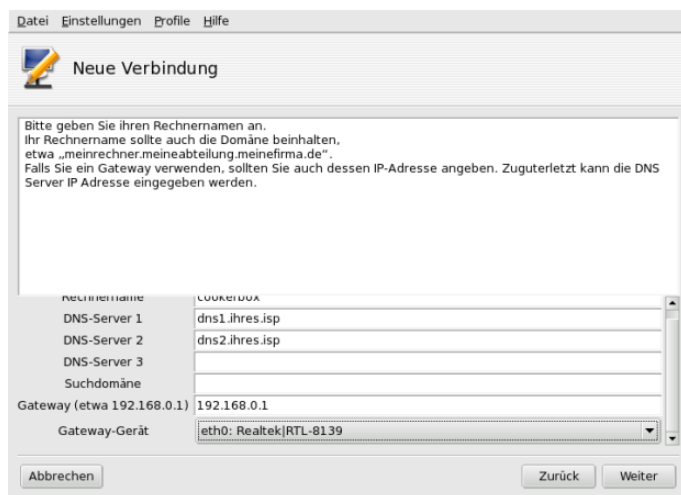 Datei Einstellungen Profile Hilfe
Neue Verbindung
Bitte geben Sie ihren Rechnernamen an.
Ihr Rechnername sollte auch die Domäne beinhalten,
etwa „meinrechner.meineabteilung.meinefirma.de“.
Falls Sie ein Gateway verwenden, sollten Sie auch dessen IP-Adresse angeben. Zuguterletzt kann die DNS
Server IP Adresse eingegeben werden.
Rechnername cookerbox
DNS-Server 1 dns1.ihres.isp
DNS-Server 2 dns2.ihres.isp
DNS-Server 3
Suchdomäne
Gateway (etwa 192.168.0.1) 192.168.0.1
Gateway-Gerät eth0: Realtek|RTL-8139
Abbrechen Zurück Weiter